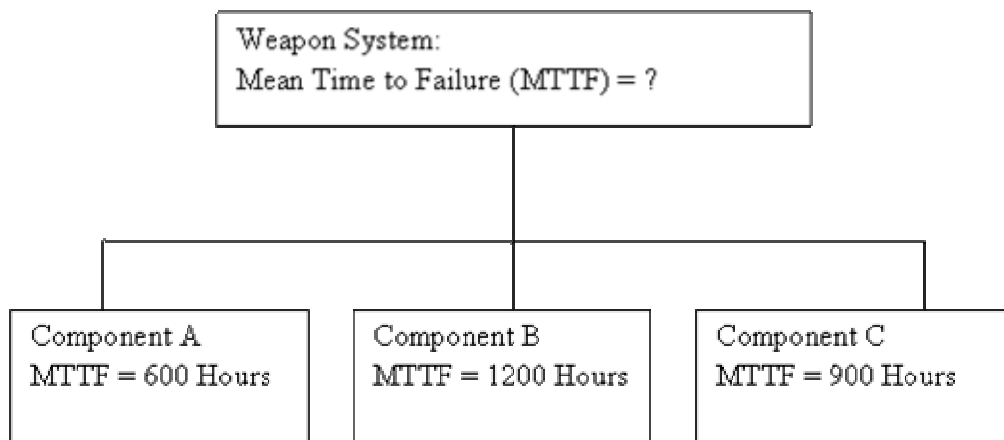 Weapon System:
Mean Time to Failure (MTTF) = ?
Component A
MTTF = 600 Hours
Component B
MTTF = 1200 Hours
Component C
MTTF = 900 Hours